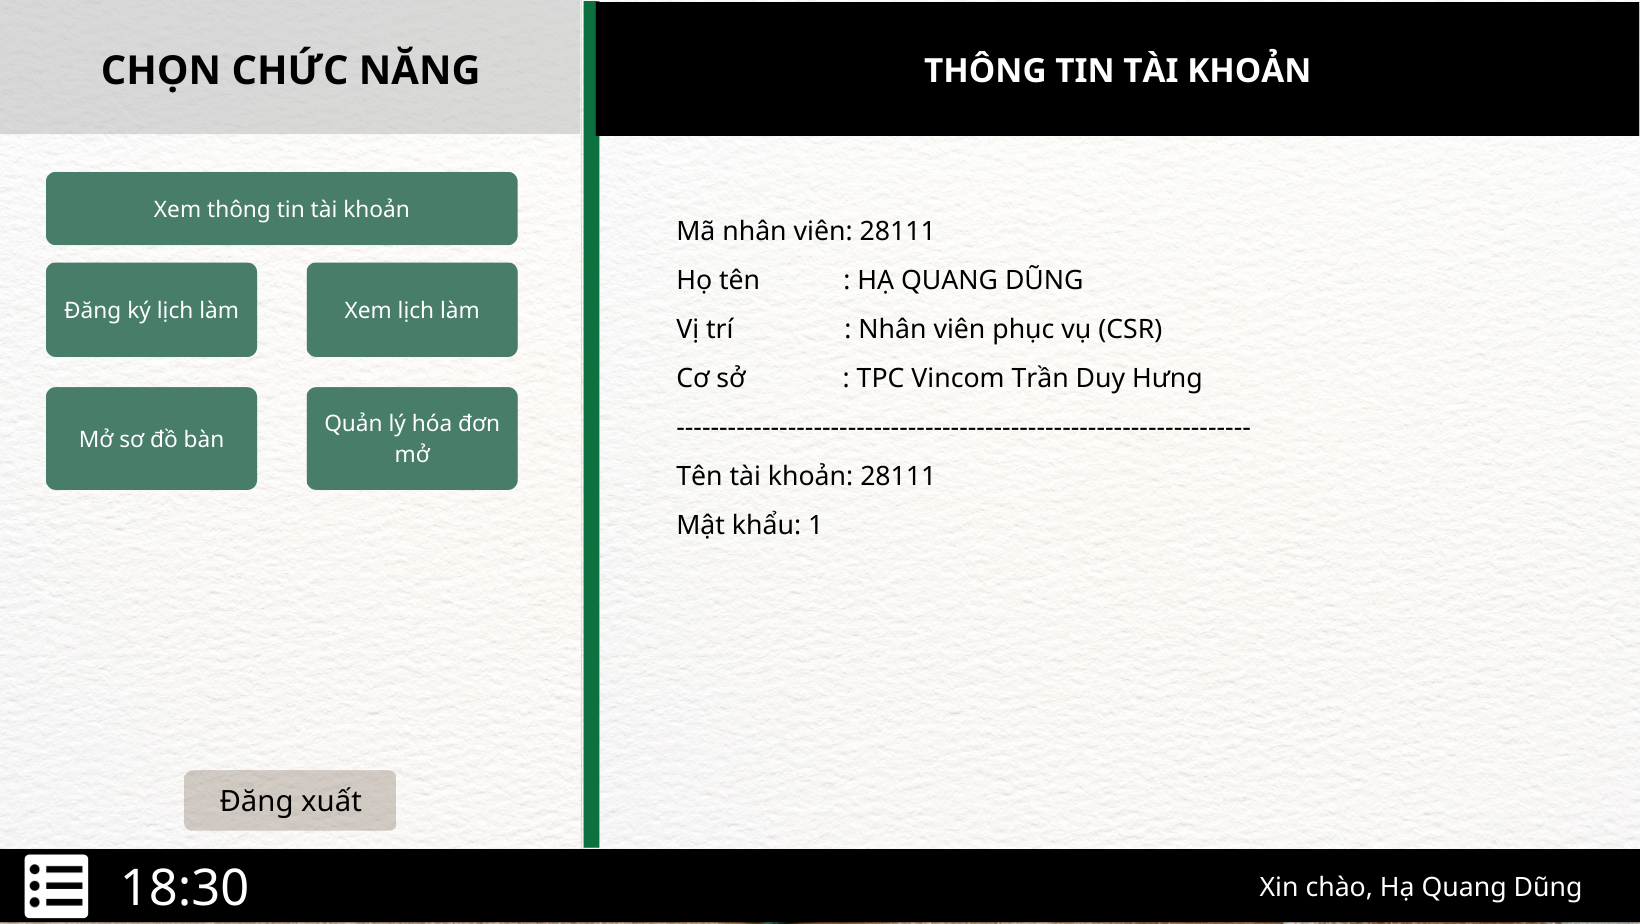 CHỌN CHỨC NĂNG
THÔNG TIN TÀI KHOẢN
Xem thông tin tài khoản
Đăng ký lịch làm
Xem lịch làm
Mở sơ đồ bàn
Quản lý hóa đơn
mở
Đăng xuất
Mã nhân viên: 28111
Họ tên : HẠ QUANG DŨNG
Vị trí : Nhân viên phục vụ (CSR)
Cơ sở : TPC Vincom Trần Duy Hưng
--------------------------------------------------------------------
Tên tài khoản: 28111
Mật khẩu: 1
18:30
Xin chào, Hạ Quang Dũng